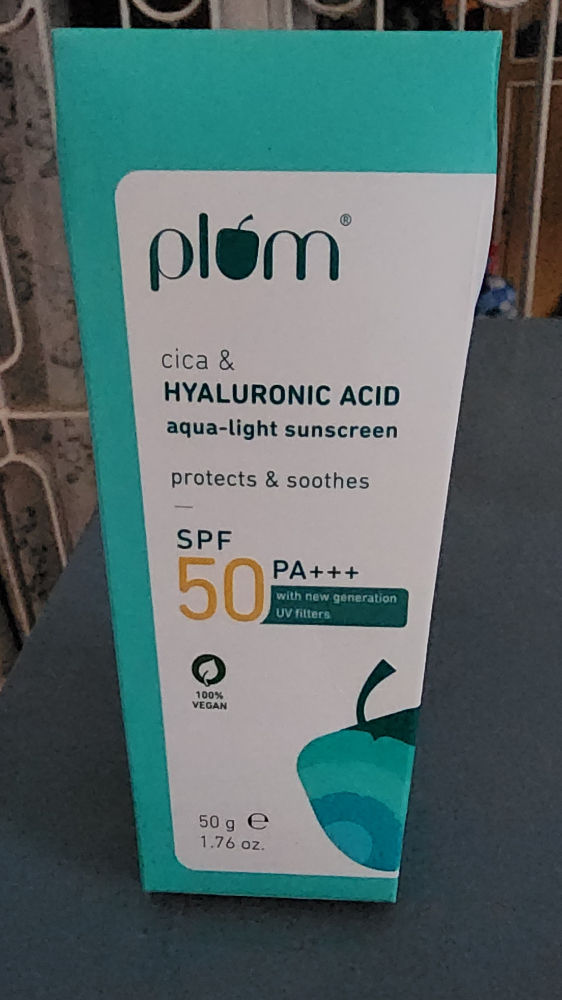 plum®
cica &
HYALURONIC ACID
aqua-light sunscreen
protects & soothes
SPF
50 PA+++
with new generation
UV filters
100%
VEGAN
50 g ℮
1.76 oz.